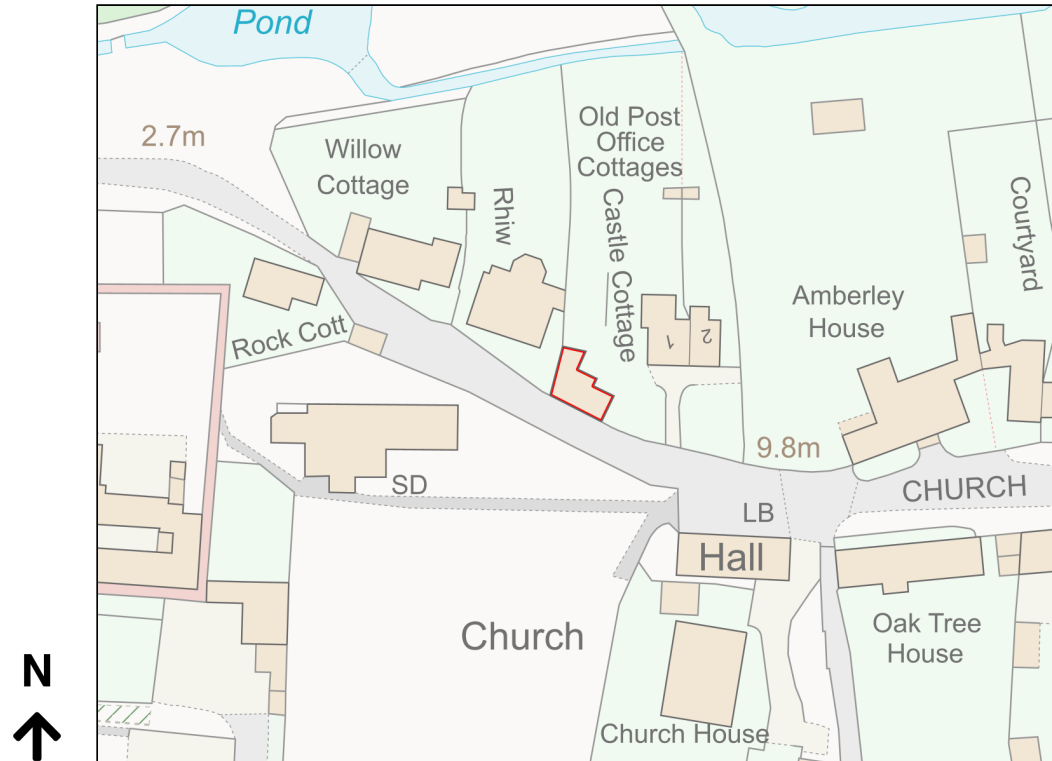 Pond
2.7m
Willow
Cottage
Rhiw
Old Post
Office
Cottages
Castle Cottage
1
2
Courtyard
Amberley
House
Rock Cott
9.8m
SD
LB
CHURCH
Hall
Church
Oak Tree
House
Church House
N